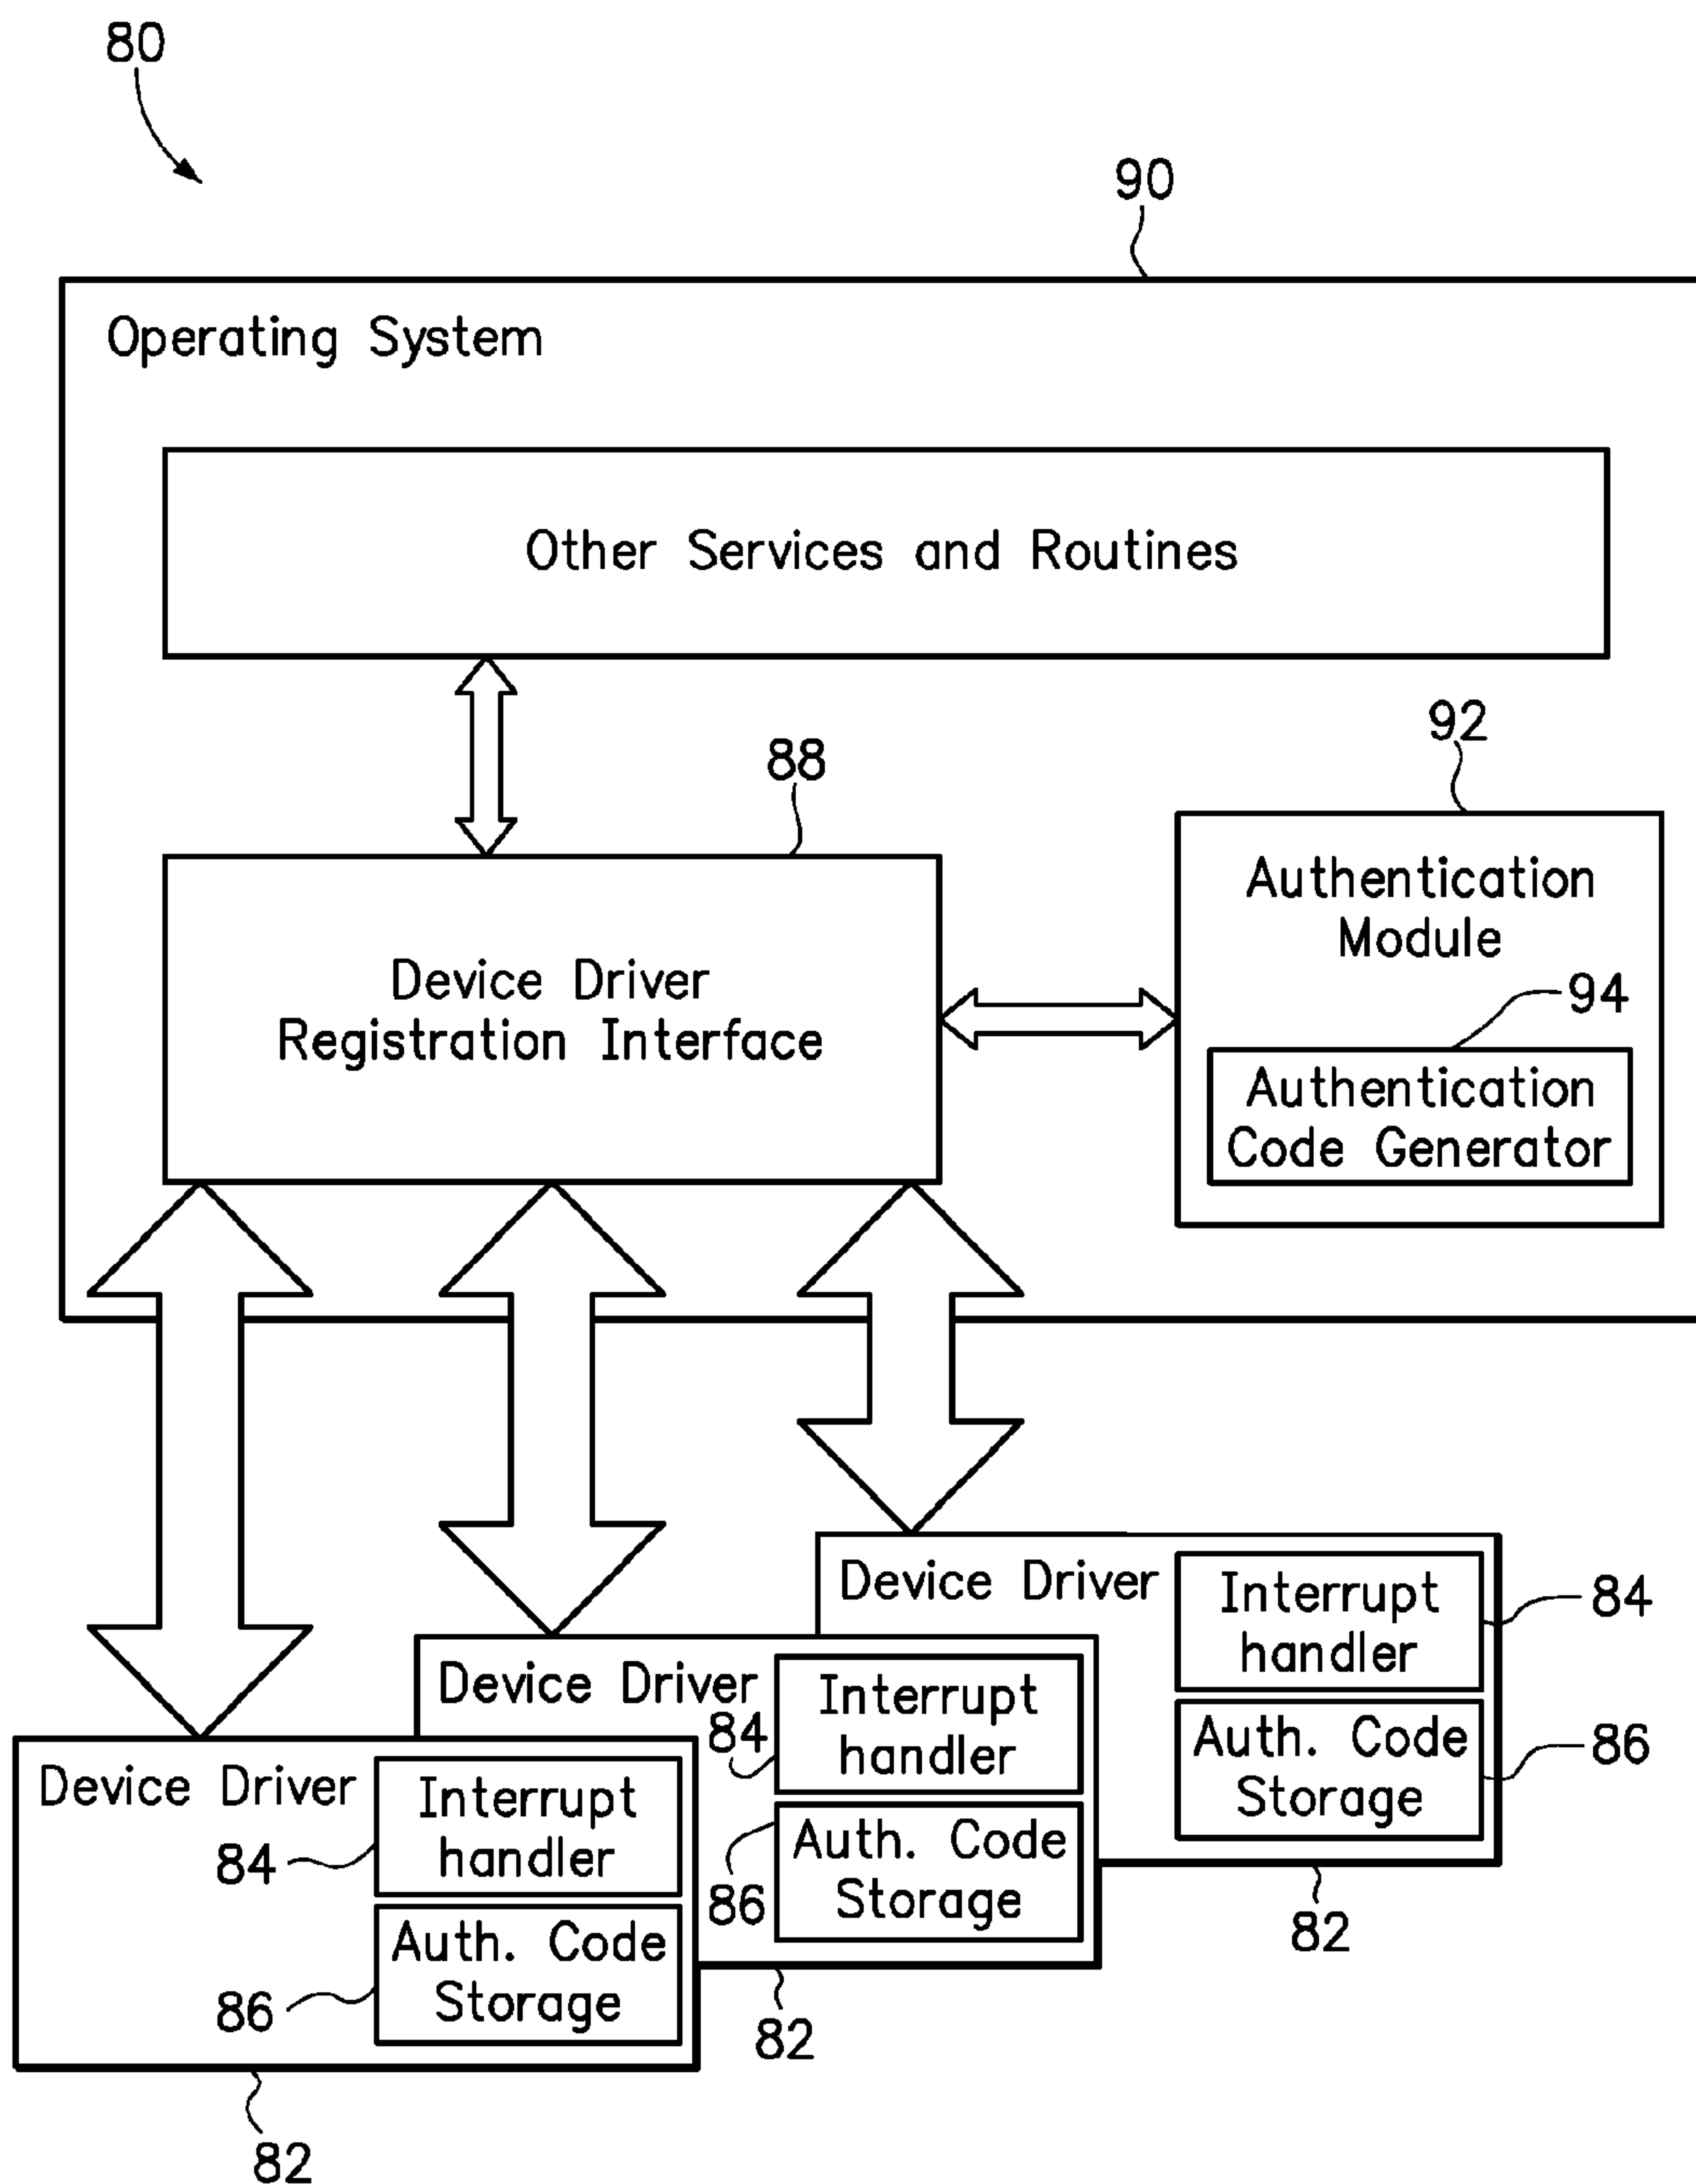 80
90
Operating System
Other Services and Routines
88
92
Device Driver
Registration Interface
Authentication
Module
94
Authentication
Code Generator
Device Driver
Interrupt
handler
84
Auth. Code
Storage
86
82
Device Driver
84
Interrupt
handler
86
Auth. Code
Storage
82
Device Driver
84
Interrupt
handler
86
Auth. Code
Storage
82